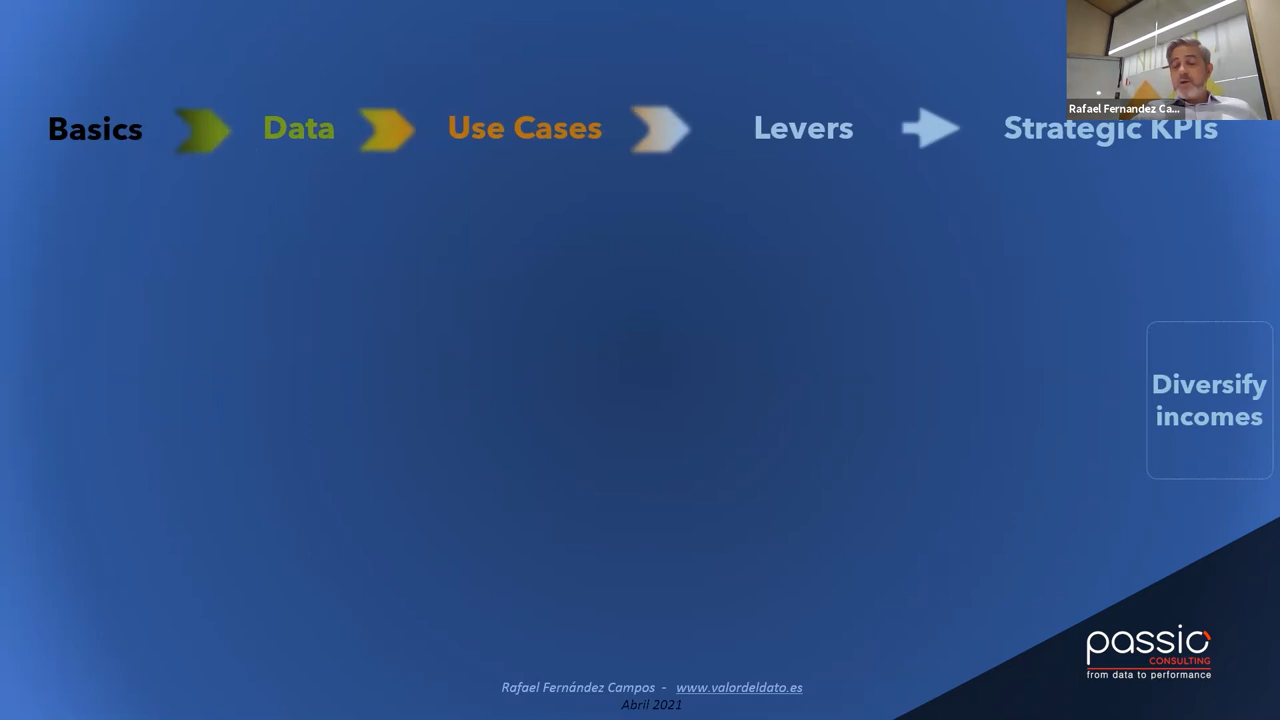 Rafael Fernandez Ca...
Basics Data Use Cases Levers Strategic KPIs
Diversify
incomes
passio
CONSULTING
from data to performance
Rafael Fernández Campos - www.valordeldato.es
Abril 2021